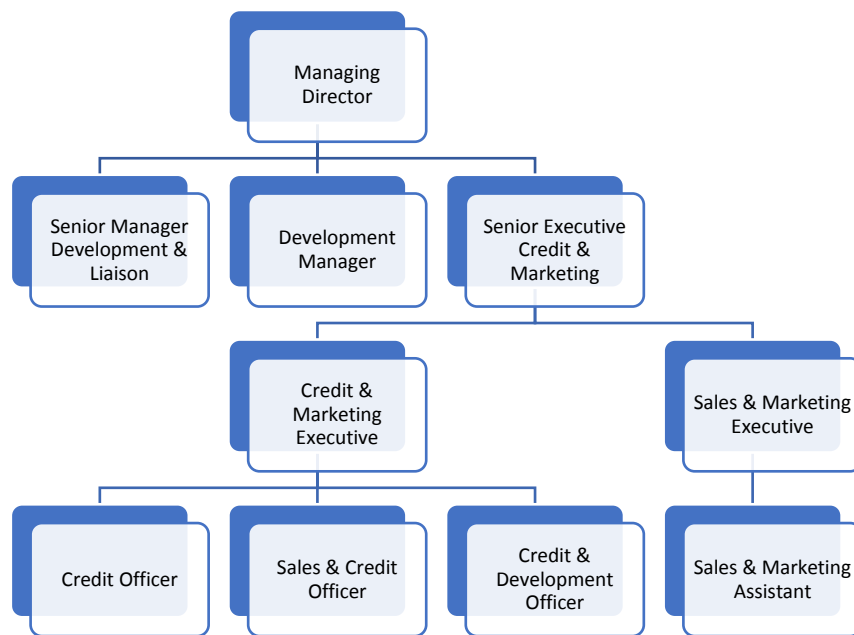 Managing
Director
Senior Manager
Development &
Liaison
Development
Manager
Senior Executive
Credit &
Marketing
Credit &
Marketing
Executive
Sales & Marketing
Executive
Credit Officer
Sales & Credit
Officer
Credit &
Development
Officer
Sales & Marketing
Assistant